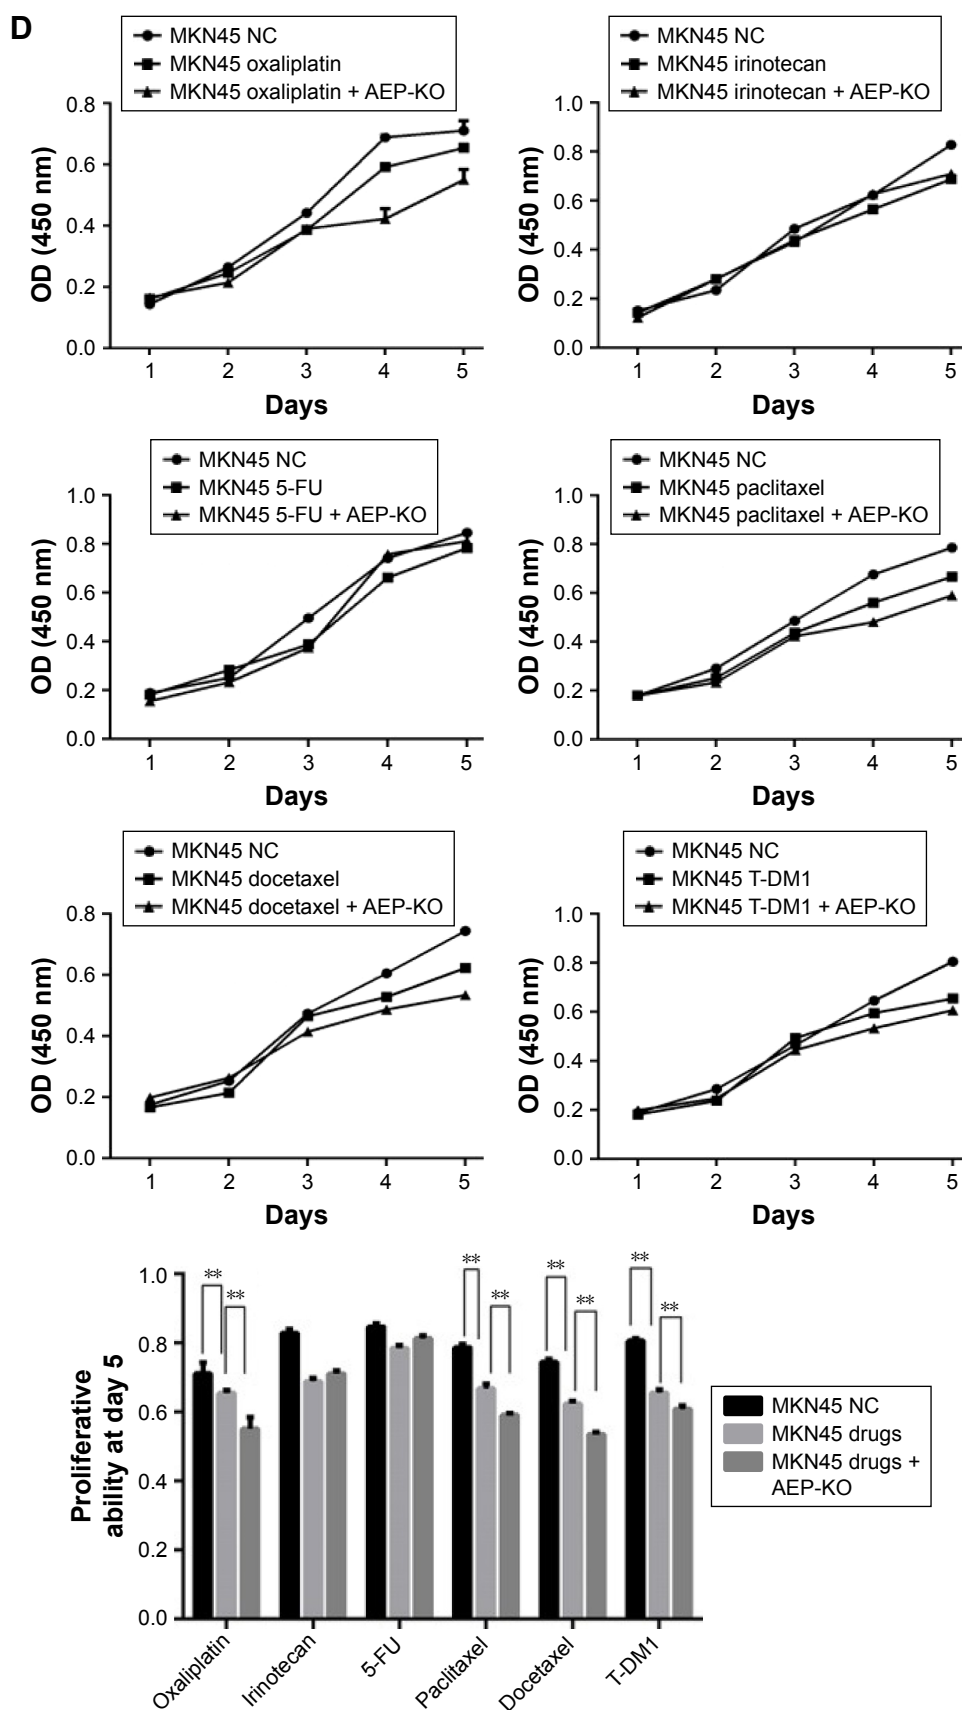 D
MKN45 NC
MKN45 oxaliplatin
MKN45 oxaliplatin + AEP-KO
0.8
0.6
0.4
0.2
0.0
OD (450 nm)
1 2 3 4 5
Days
MKN45 NC
MKN45 irinotecan
MKN45 irinotecan + AEP-KO
1.0
0.8
0.6
0.4
0.2
0.0
OD (450 nm)
1 2 3 4 5
Days
MKN45 NC
MKN45 5-FU
MKN45 5-FU + AEP-KO
1.0
0.8
0.6
0.4
0.2
0.0
OD (450 nm)
1 2 3 4 5
Days
MKN45 NC
MKN45 paclitaxel
MKN45 paclitaxel + AEP-KO
1.0
0.8
0.6
0.4
0.2
0.0
OD (450 nm)
1 2 3 4 5
Days
MKN45 NC
MKN45 docetaxel
MKN45 docetaxel + AEP-KO
0.8
0.6
0.4
0.2
0.0
OD (450 nm)
1 2 3 4 5
Days
MKN45 NC
MKN45 T-DM1
MKN45 T-DM1 + AEP-KO
1.0
0.8
0.6
0.4
0.2
0.0
OD (450 nm)
1 2 3 4 5
Days
Proliferative
ability at day 5
1.0
0.8
0.6
0.4
0.2
0.0
** ** ** ** ** ** ** **
Oxaliplatin
Irinotecan
5-FU
Paclitaxel
Docetaxel
T-DM1
MKN45 NC
MKN45 drugs
MKN45 drugs +
AEP-KO